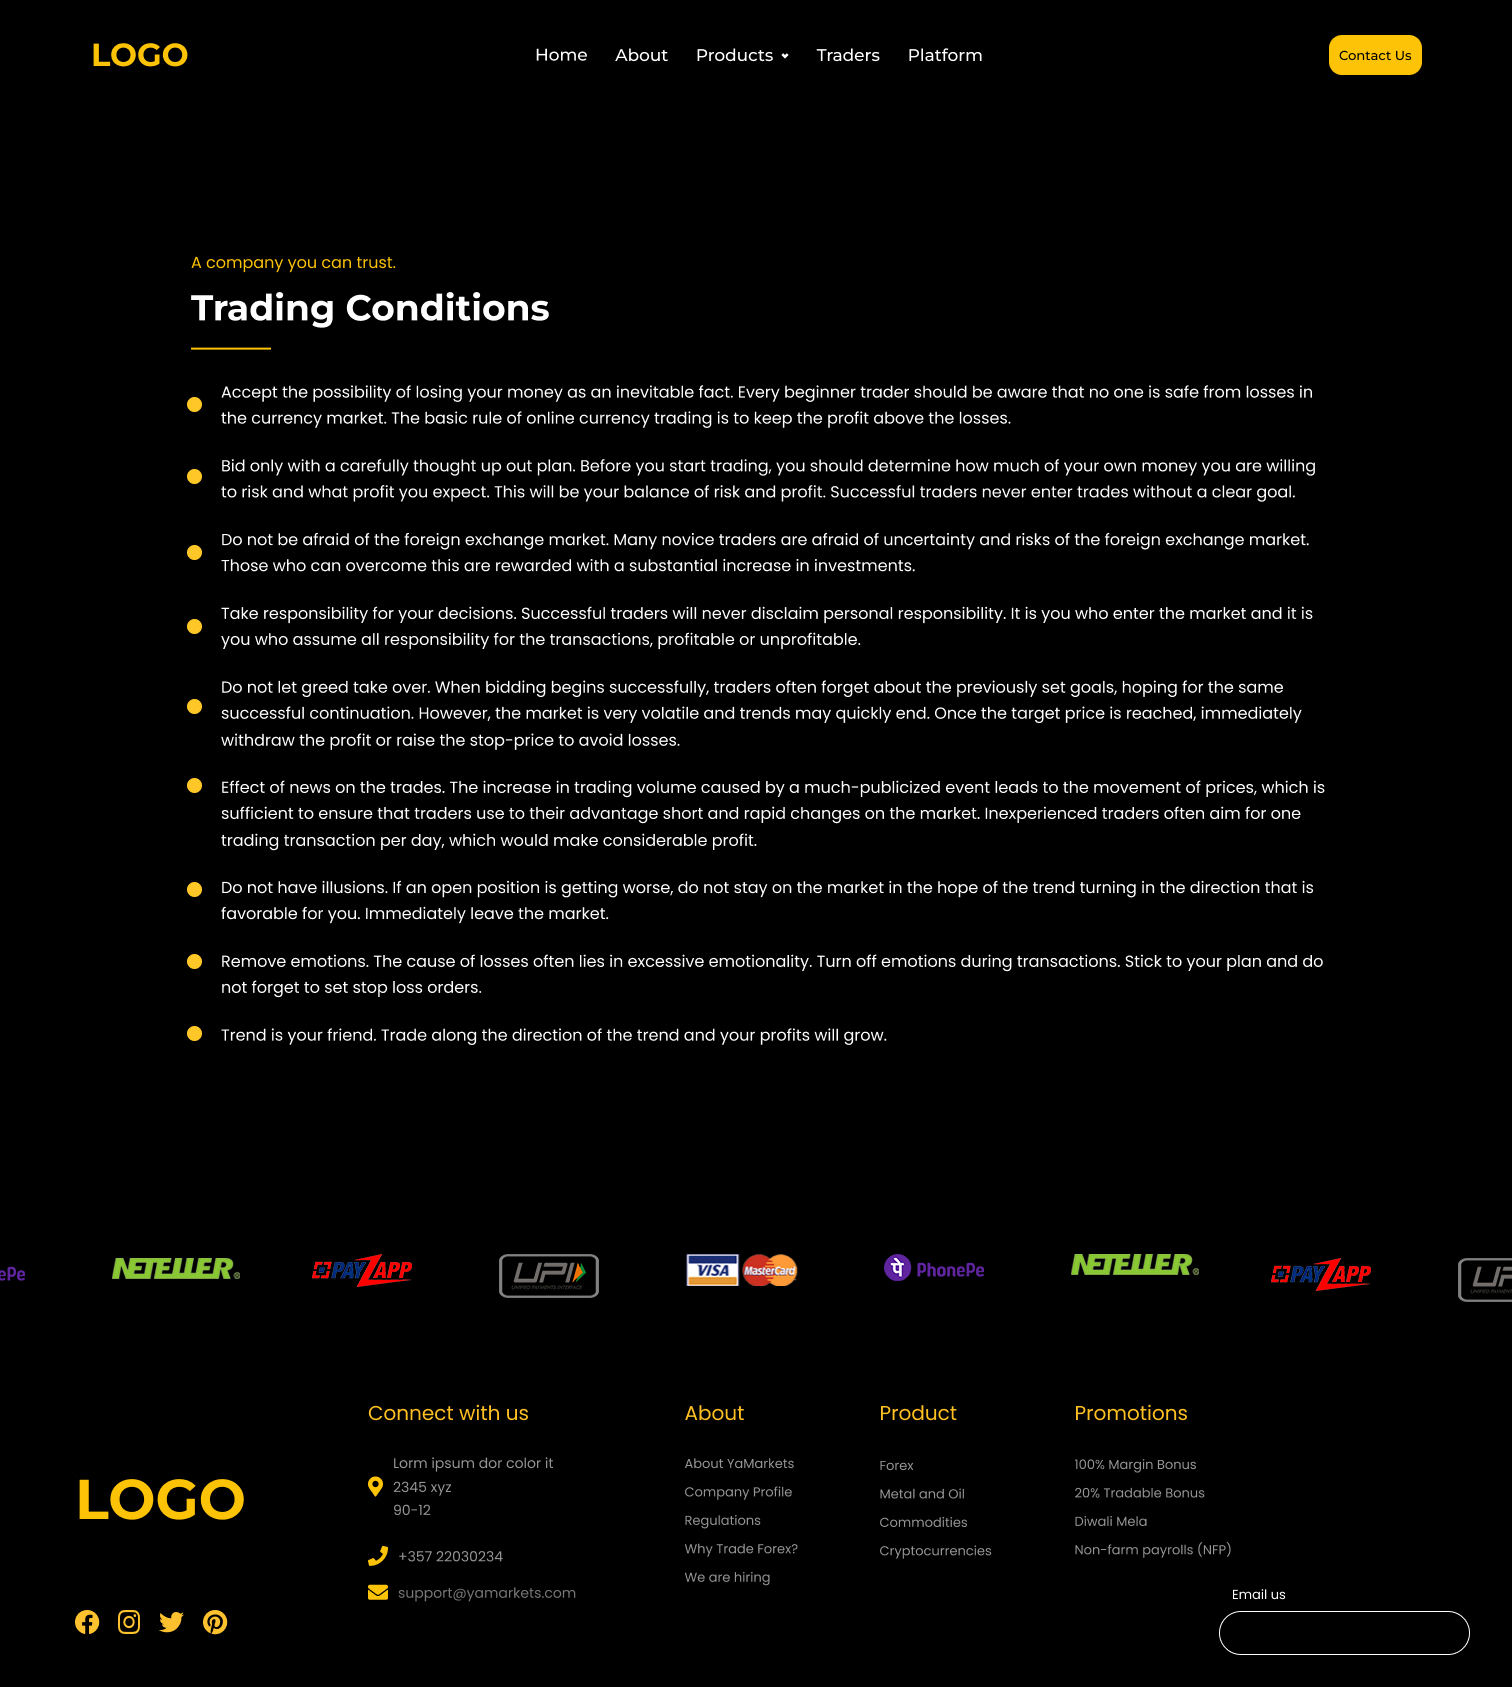 LOGO
Home About Products Traders Platform
Contact Us
A company you can trust.
Trading Conditions
Accept the possibility of losing your money as an inevitable fact. Every beginner trader should be aware that no one is safe from losses in
the currency market. The basic rule of online currency trading is to keep the profit above the losses.
Bid only with a carefully thought up out plan. Before you start trading, you should determine how much of your own money you are willing
to risk and what profit you expect. This will be your balance of risk and profit. Successful traders never enter trades without a clear goal.
Do not be afraid of the foreign exchange market. Many novice traders are afraid of uncertainty and risks of the foreign exchange market.
Those who can overcome this are rewarded with a substantial increase in investments.
Take responsibility for your decisions. Successful traders will never disclaim personal responsibility. It is you who enter the market and it is
you who assume all responsibility for the transactions, profitable or unprofitable.
Do not let greed take over. When bidding begins successfully, traders often forget about the previously set goals, hoping for the same
successful continuation. However, the market is very volatile and trends may quickly end. Once the target price is reached, immediately
withdraw the profit or raise the stop-price to avoid losses.
Effect of news on the trades. The increase in trading volume caused by a much-publicized event leads to the movement of prices, which is
sufficient to ensure that traders use to their advantage short and rapid changes on the market. Inexperienced traders often aim for one
trading transaction per day, which would make considerable profit.
Do not have illusions. If an open position is getting worse, do not stay on the market in the hope of the trend turning in the direction that is
favorable for you. Immediately leave the market.
Remove emotions. The cause of losses often lies in excessive emotionality. Turn off emotions during transactions. Stick to your plan and do
not forget to set stop loss orders.
Trend is your friend. Trade along the direction of the trend and your profits will grow.
ePe
NETELLER®
PAYZAPP
UPI
UNIFIED PAYMENTS INTERFACE
VISA MasterCard
पे PhonePe
NETELLER®
PAYZAPP
UP
LOGO
Connect with us
Lorm ipsum dor color it
2345 xyz
90-12
+357 22030234
support@yamarkets.com
About
About YaMarkets
Company Profile
Regulations
Why Trade Forex?
We are hiring
Product
Forex
Metal and Oil
Commodities
Cryptocurrencies
Promotions
100% Margin Bonus
20% Tradable Bonus
Diwali Mela
Non-farm payrolls (NFP)
Email us